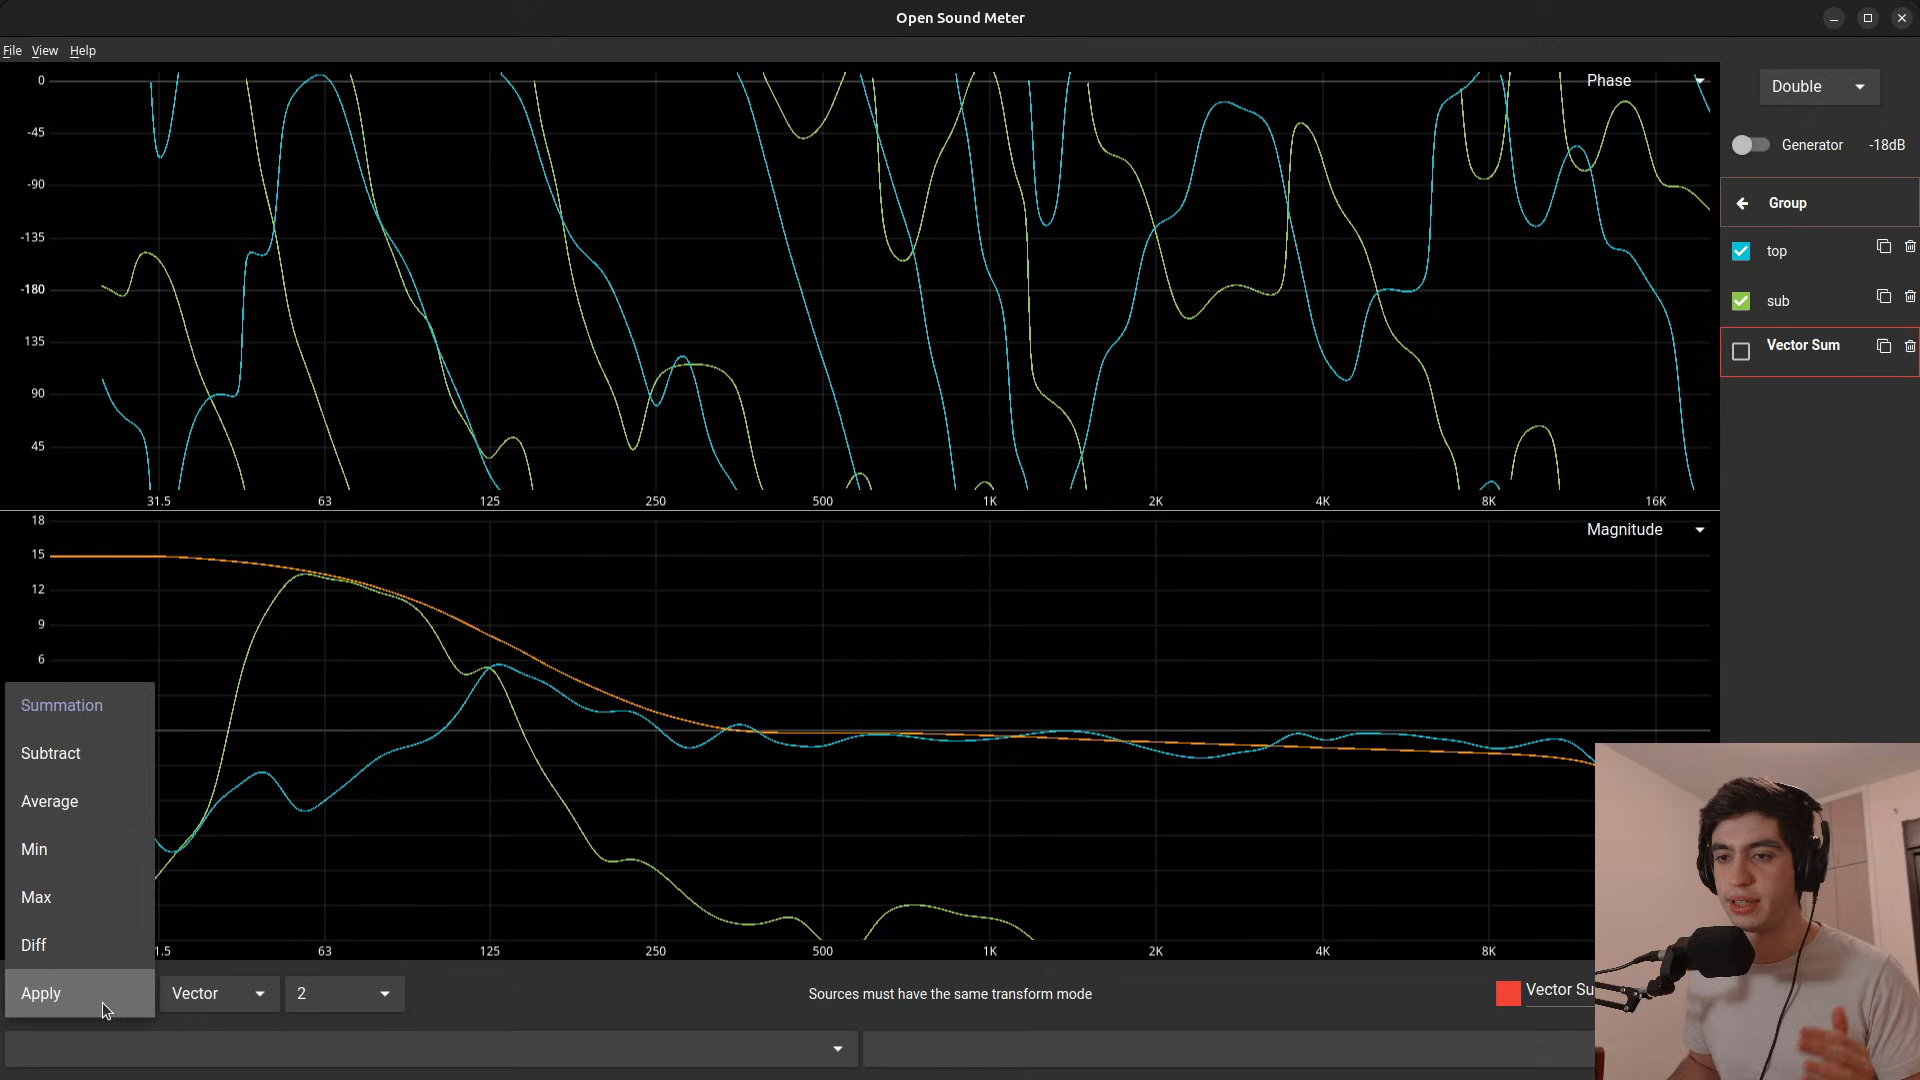 Open Sound Meter
File View Help
Phase
0
-45
-90
-135
-180
135
90
45
31.5 63 125 250 500 1K 2K 4K 8K 16K
Magnitude
18
15
12
9
6
1.5 63 125 250 500 1K 2K 4K 8K
Summation
Subtract
Average
Min
Max
Diff
Apply
Vector
2
Sources must have the same transform mode
Vector Su
Double
Generator -18dB
Group
top
sub
Vector Sum